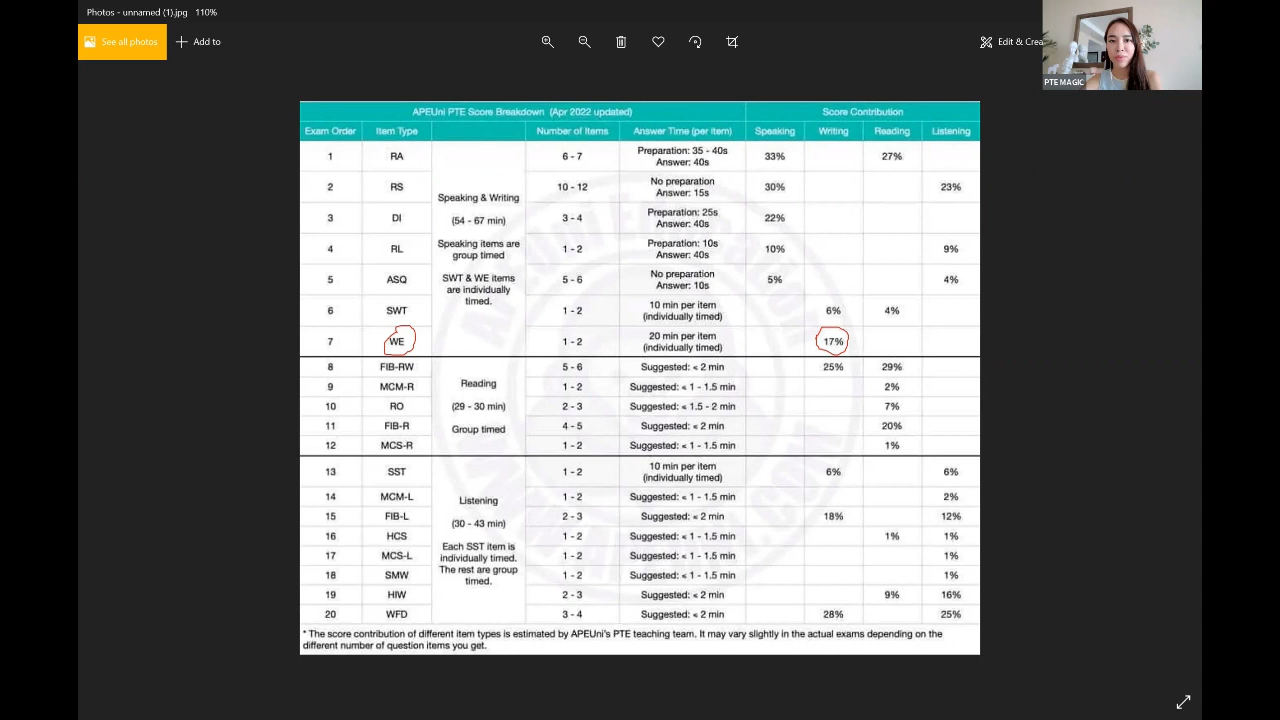 Photos - unnamed (1).jpg 110%
See all photos
Add to
Edit & Crea
PTE MAGIC
APEUni PTE Score Breakdown (Apr 2022 updated) Score Contribution
Exam Order Item Type Number of Items Answer Time (per item) Speaking Writing Reading Listening
1 RA 6 - 7 Preparation: 35 - 40s Answer: 40s 33% 27%
2 RS 10 - 12 No preparation Answer: 15s 30% 23%
3 DI 3 - 4 Preparation: 25s Answer: 40s 22%
4 RL 1 - 2 Preparation: 10s Answer: 40s 10% 9%
5 ASQ 5 - 6 No preparation Answer: 10s 5% 4%
6 SWT 1 - 2 10 min per item (individually timed) 6% 4%
7 WE 1 - 2 20 min per item (individually timed) 17%
Speaking & Writing
(54 - 67 min)
Speaking items are
group timed
SWT & WE items
are individually
timed.
8 FIB-RW 5 - 6 Suggested: < 2 min 25% 29%
9 MCM-R 1 - 2 Suggested: < 1 - 1.5 min 2%
10 RO 2 - 3 Suggested: < 1.5 - 2 min 7%
11 FIB-R 4 - 5 Suggested: < 2 min 20%
12 MCS-R 1 - 2 Suggested: < 1 - 1.5 min 1%
Reading
(29 - 30 min)
Group timed
13 SST 1 - 2 10 min per item (individually timed) 6% 6%
14 MCM-L 1 - 2 Suggested: < 1 - 1.5 min 2%
15 FIB-L 2 - 3 Suggested: < 2 min 18% 12%
16 HCS 1 - 2 Suggested: < 1 - 1.5 min 1% 1%
17 MCS-L 1 - 2 Suggested: < 1 - 1.5 min 1%
18 SMW 1 - 2 Suggested: < 1 - 1.5 min 1%
19 HIW 2 - 3 Suggested: < 2 min 9% 16%
20 WFD 3 - 4 Suggested: < 2 min 28% 25%
Listening
(30 - 43 min)
Each SST item is
individually timed.
The rest are group
timed.
* The score contribution of different item types is estimated by APEUni's PTE teaching team. It may vary slightly in the actual exams depending on the
different number of question items you get.